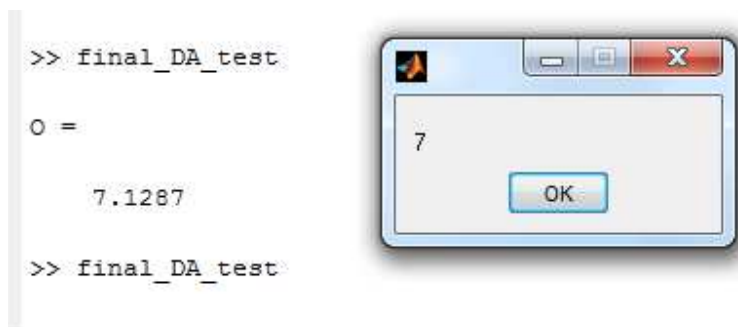 >> final_DA_test
O =
7.1287
>> final_DA_test
7
OK